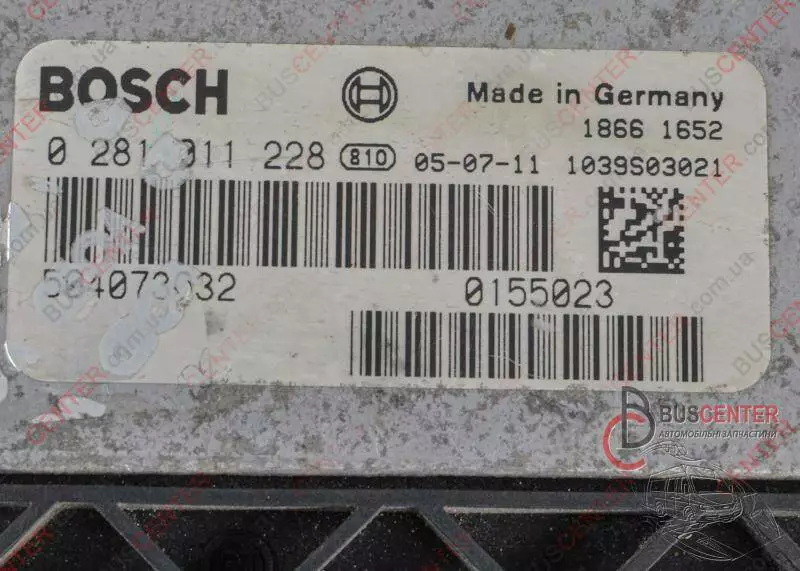 BOSCH
Made in Germany
1866 1652
0 281 011 228 810 05-07-11 1039S03021
0155023
BUSCENTER
АВТОМОБІЛЬНІ ЗАПЧАСТИНИ